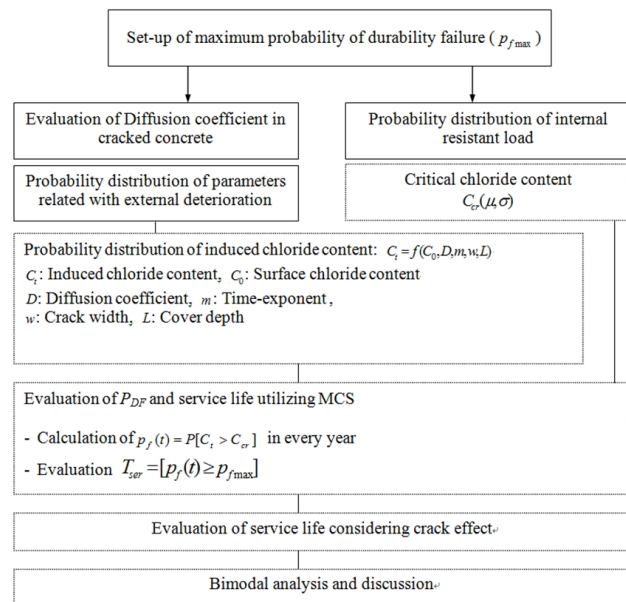 Set-up of maximum probability of durability failure ( p_f max )
Evaluation of Diffusion coefficient in
cracked concrete
Probability distribution of internal
resistant load
Probability distribution of parameters
related with external deterioration
Critical chloride content
C_cr(μ,σ)
Probability distribution of induced chloride content: C_t = f(C_0,D,m,w,L)
C_t: Induced chloride content, C_0: Surface chloride content
D: Diffusion coefficient, m: Time-exponent ,
w: Crack width, L: Cover depth
Evaluation of P_DF and service life utilizing MCS
- Calculation of p_f(t) = P[C_t > C_cr] in every year
- Evaluation T_ser =[p_f(t) ≥ p_fmax]
Evaluation of service life considering crack effect
Bimodal analysis and discussion